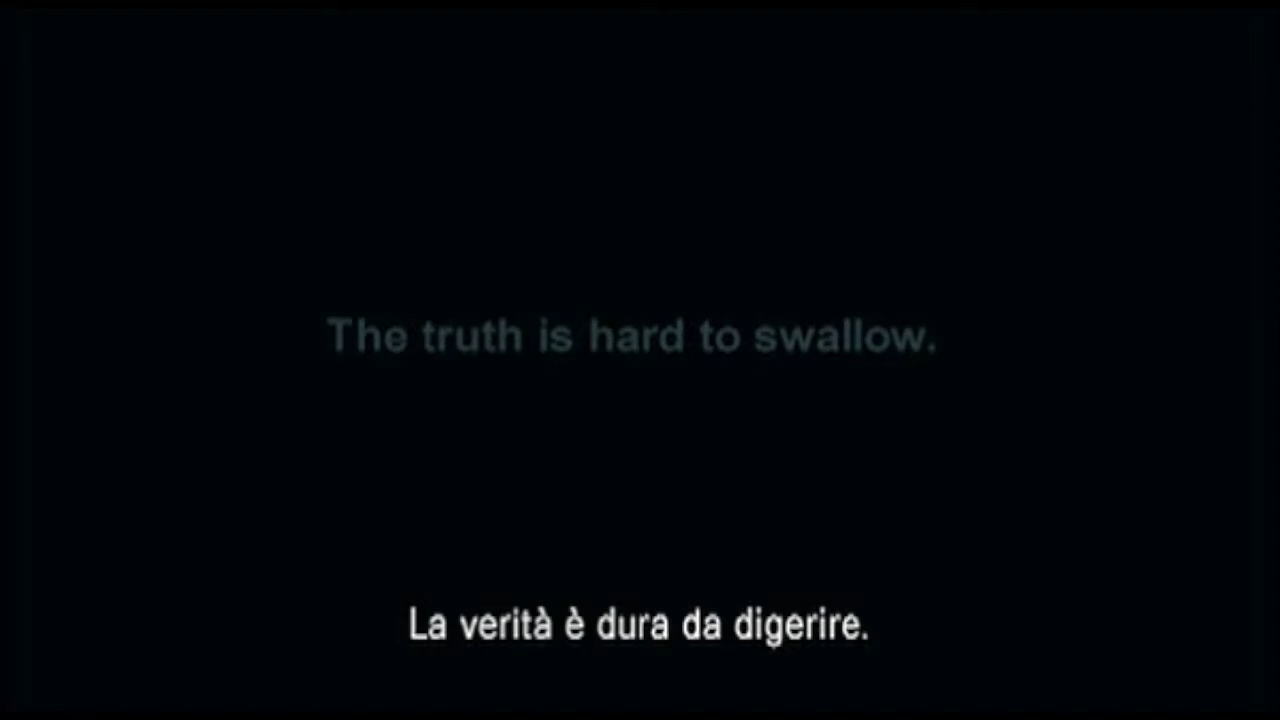 The truth is hard to swallow.
La verità è dura da digerire.